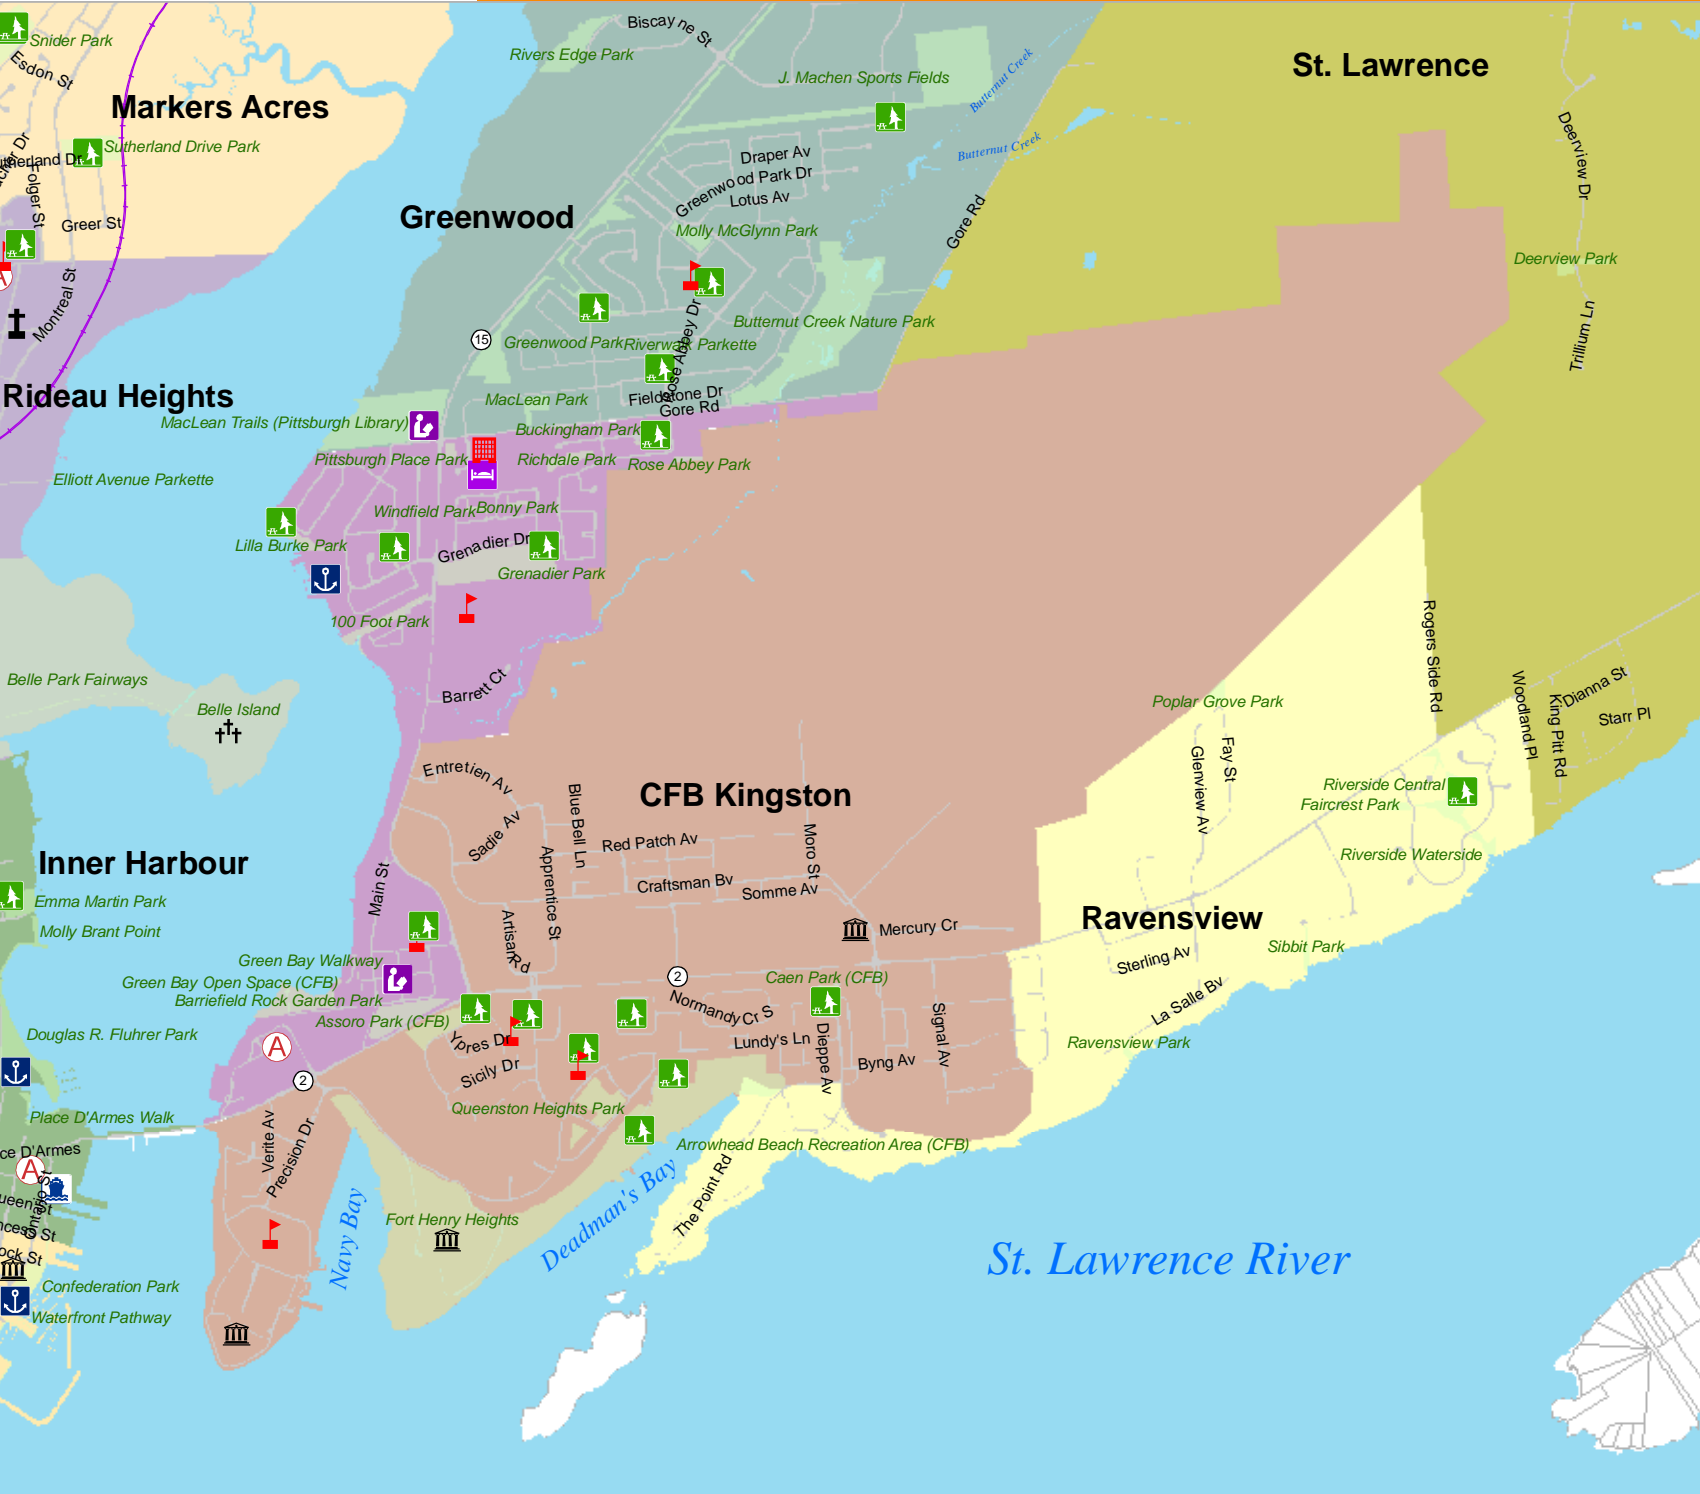 Biscayne St
Snider Park
Rivers Edge Park
Esdon St
St. Lawrence
J. Machen Sports Fields
Butternut Creek
Markers Acres
Sutherland Drive Park
Butternut Creek
Deerview Dr
Draper Av
Greenwood Park Dr
Lotus Av
Folger St
Greer St
Greenwood
Gore Rd
Molly McGlynn Park
Deerview Park
Montreal St
Butternut Creek Nature Park
15
Greenwood Park
Riverwalk Parkette
Rose Abbey Dr
Trillium Ln
Rideau Heights
MacLean Park
Fieldstone Dr
Gore Rd
MacLean Trails (Pittsburgh Library)
Buckingham Park
Pittsburgh Place Park
Richdale Park
Rose Abbey Park
Elliott Avenue Parkette
Windfield Park
Bonny Park
Lilla Burke Park
Grenadier Dr
Grenadier Park
100 Foot Park
Rogers Side Rd
Belle Park Fairways
Barrett Ct
Belle Island
Poplar Grove Park
Woodland Pl
King Pitt Rd
Dianna St
Starr Pl
Entretien Av
Fay St
Glenview Av
CFB Kingston
Blue Bell Ln
Riverside Central
Faircrest Park
Sadie Av
Red Patch Av
Moro St
Riverside Waterside
Inner Harbour
Apprentice St
Main St
Craftsman Bv
Somme Av
Emma Martin Park
Molly Brant Point
Artisan Rd
Mercury Cr
Ravensview
Sibbit Park
Green Bay Walkway
Sterling Av
Green Bay Open Space (CFB)
2
Caen Park (CFB)
Barriefield Rock Garden Park
La Salle Bv
Assoro Park (CFB)
Normandy Cr S
Douglas R. Fluhrer Park
A
Ypres Dr
Lundy's Ln
Dieppe Av
Signal Av
Ravensview Park
Sicily Dr
Byng Av
2
Queenston Heights Park
Place D'Armes Walk
Verite Av
Precision Dr
Arrowhead Beach Recreation Area (CFB)
ce D'Armes
A
The Point Rd
Deadman's Bay
Navy Bay
Fort Henry Heights
Ontario St
St. Lawrence River
Confederation Park
Waterfront Pathway